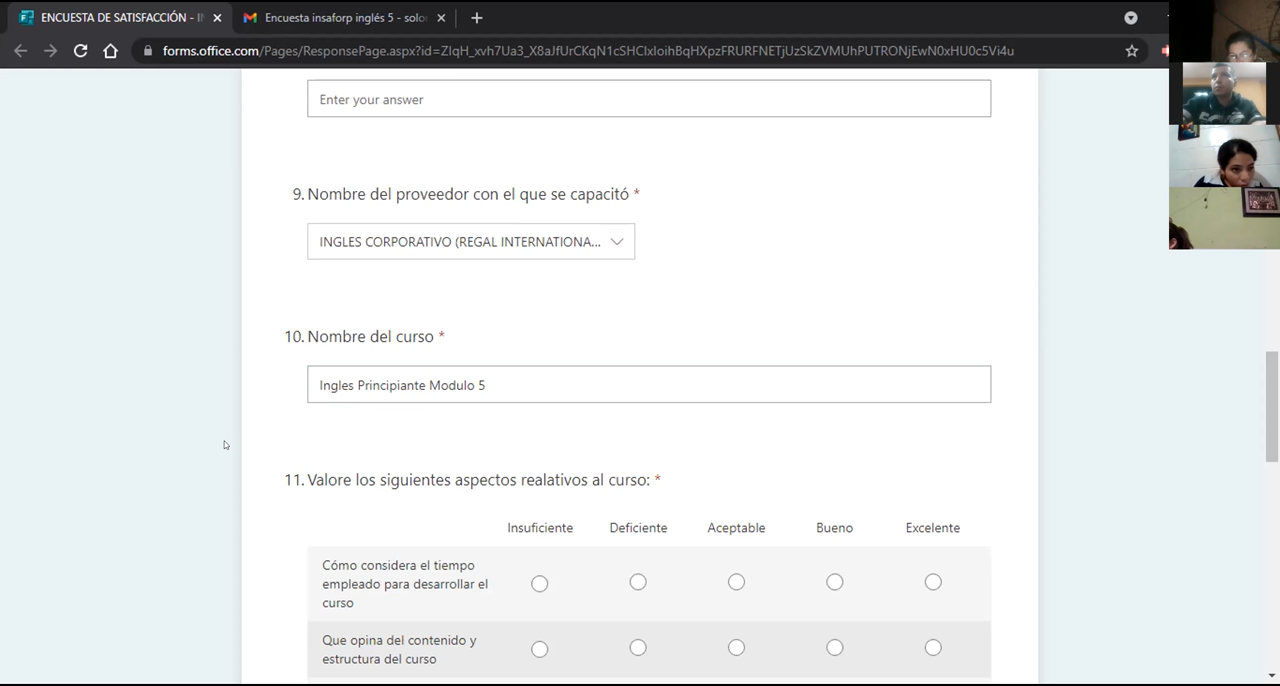 ENCUESTA DE SATISFACCIÓN - IN
Encuesta insaforp inglés 5 - solo
forms.office.com/Pages/ResponsePage.aspx?id=ZIqH_xvh7Ua3_X8aJfUrCKqN1cSHClxIoihBqHXpzFRURFNETjUzSkZVMUhPUTRONjEwN0xHU0c5Vi4u
Enter your answer
9. Nombre del proveedor con el que se capacitó *
INGLES CORPORATIVO (REGAL INTERNATIONA...
10. Nombre del curso *
Ingles Principiante Modulo 5
11. Valore los siguientes aspectos realativos al curso: *
Insuficiente Deficiente Aceptable Bueno Excelente
Cómo considera el tiempo
empleado para desarrollar el
curso
Que opina del contenido y
estructura del curso